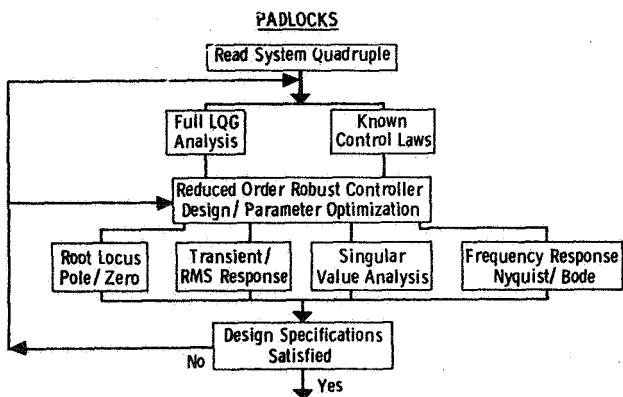 PADLOCKS
Read System Quadruple
Full LQG
Analysis
Known
Control Laws
Reduced Order Robust Controller
Design/ Parameter Optimization
Root Locus
Pole/ Zero
Transient/
RMS Response
Singular
Value Analysis
Frequency Response
Nyquist/ Bode
Design Specifications
Satisfied
No
Yes